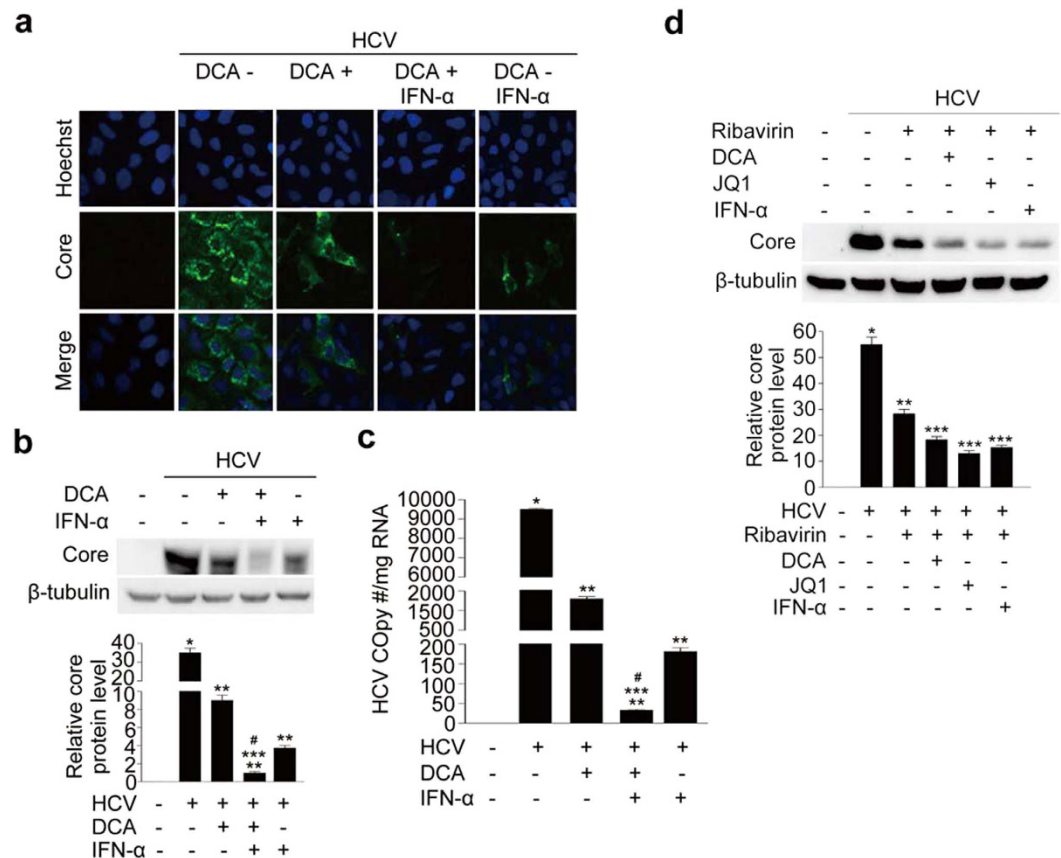 a
HCV
DCA - DCA + DCA + IFN-α DCA - IFN-α
Hoechst
Core
Merge
b
HCV
DCA - - + + -
IFN-α - - - + +
Core
β-tubulin
Relative core protein level
40
30
20
10
8
6
4
2
0
* ** # *** ** **
HCV - + + + +
DCA - - + + -
IFN-α - - - + +
c
HCV COpy #/mg RNA
10000
9000
8000
7000
6000
2000
1500
500
200
150
100
50
0
* ** # *** ** **
HCV - + + + +
DCA - - + + -
IFN-α - - - + +
d
HCV
Ribavirin - - + + + +
DCA - - - + - -
JQ1 - - - - + -
IFN-α - - - - - +
Core
β-tubulin
Relative core protein level
60
50
40
30
20
10
0
* ** *** *** ***
HCV - + + + + +
Ribavirin - - + + + +
DCA - - - + - -
JQ1 - - - - + -
IFN-α - - - - - +